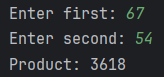 Enter first: 67
Enter second: 54
Product: 3618